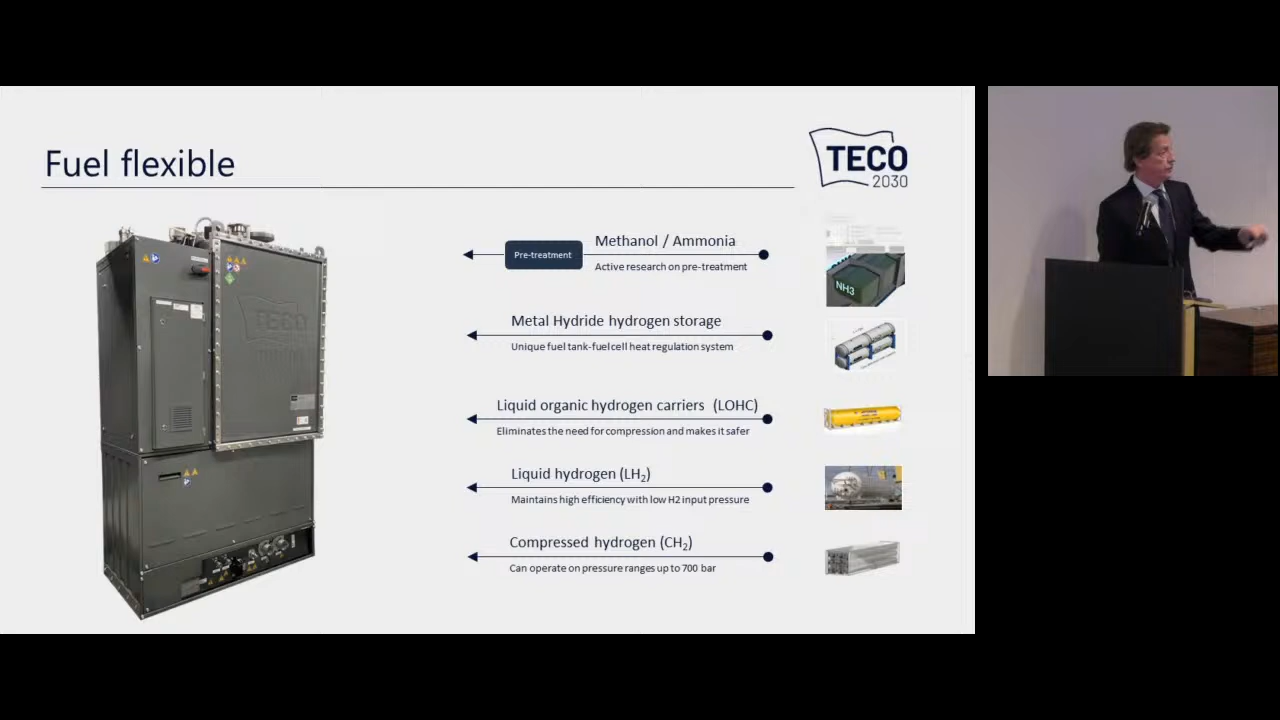 Fuel flexible
TECO
2030
Methanol / Ammonia
Pre-treatment
Active research on pre-treatment
NH3
Metal Hydride hydrogen storage
Unique fuel tank-fuel cell heat regulation system
Liquid organic hydrogen carriers (LOHC)
Eliminates the need for compression and makes it safer
Liquid hydrogen (LH₂)
Maintains high efficiency with low H2 input pressure
Compressed hydrogen (CH₂)
Can operate on pressure ranges up to 700 bar
TECO